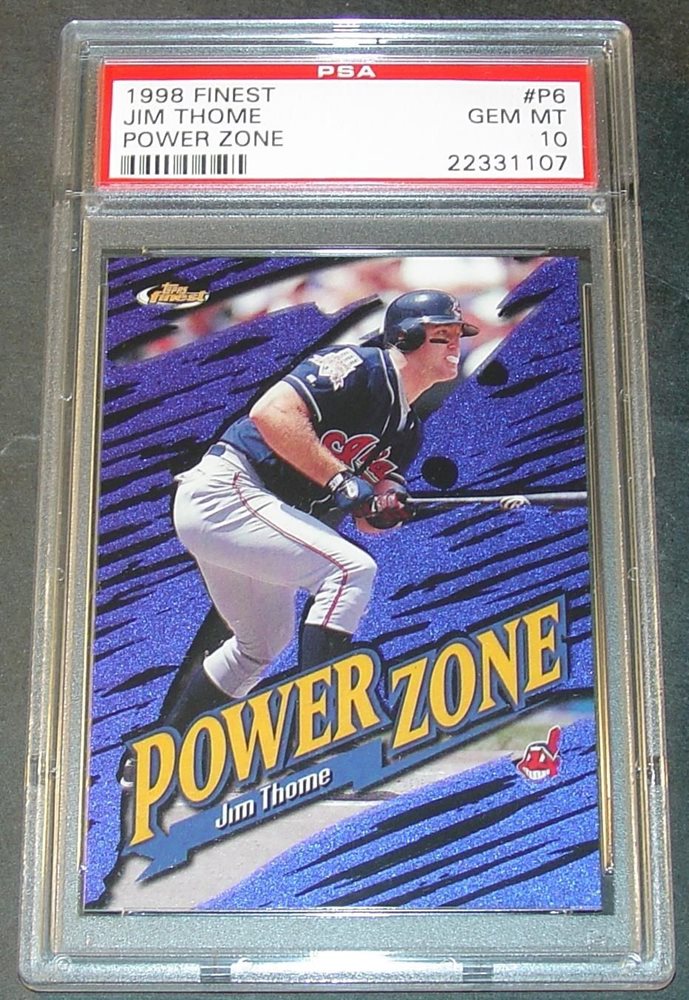 PSA
1998 FINEST #P6
JIM THOME GEM MT
POWER ZONE 10
22331107
Finest
POWER ZONE
Jim Thome